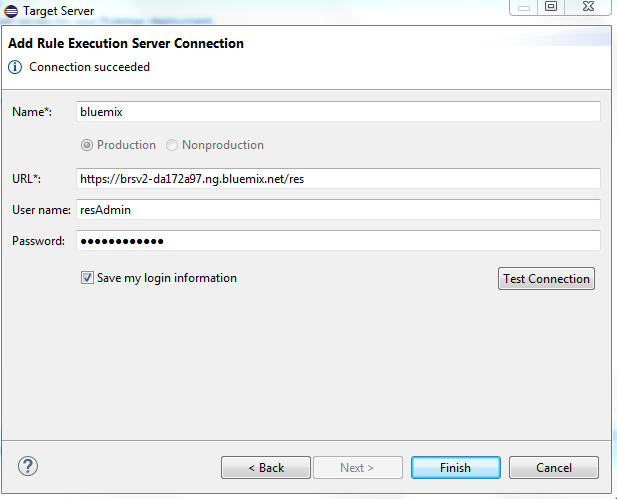 Target Server
Add Rule Execution Server Connection
Connection succeeded
Name*: bluemix
Production Nonproduction
URL*: https://brsv2-da172a97.ng.bluemix.net/res
User name: resAdmin
Password: ●●●●●●●●●●●●
Save my login information Test Connection
? < Back Next > Finish Cancel